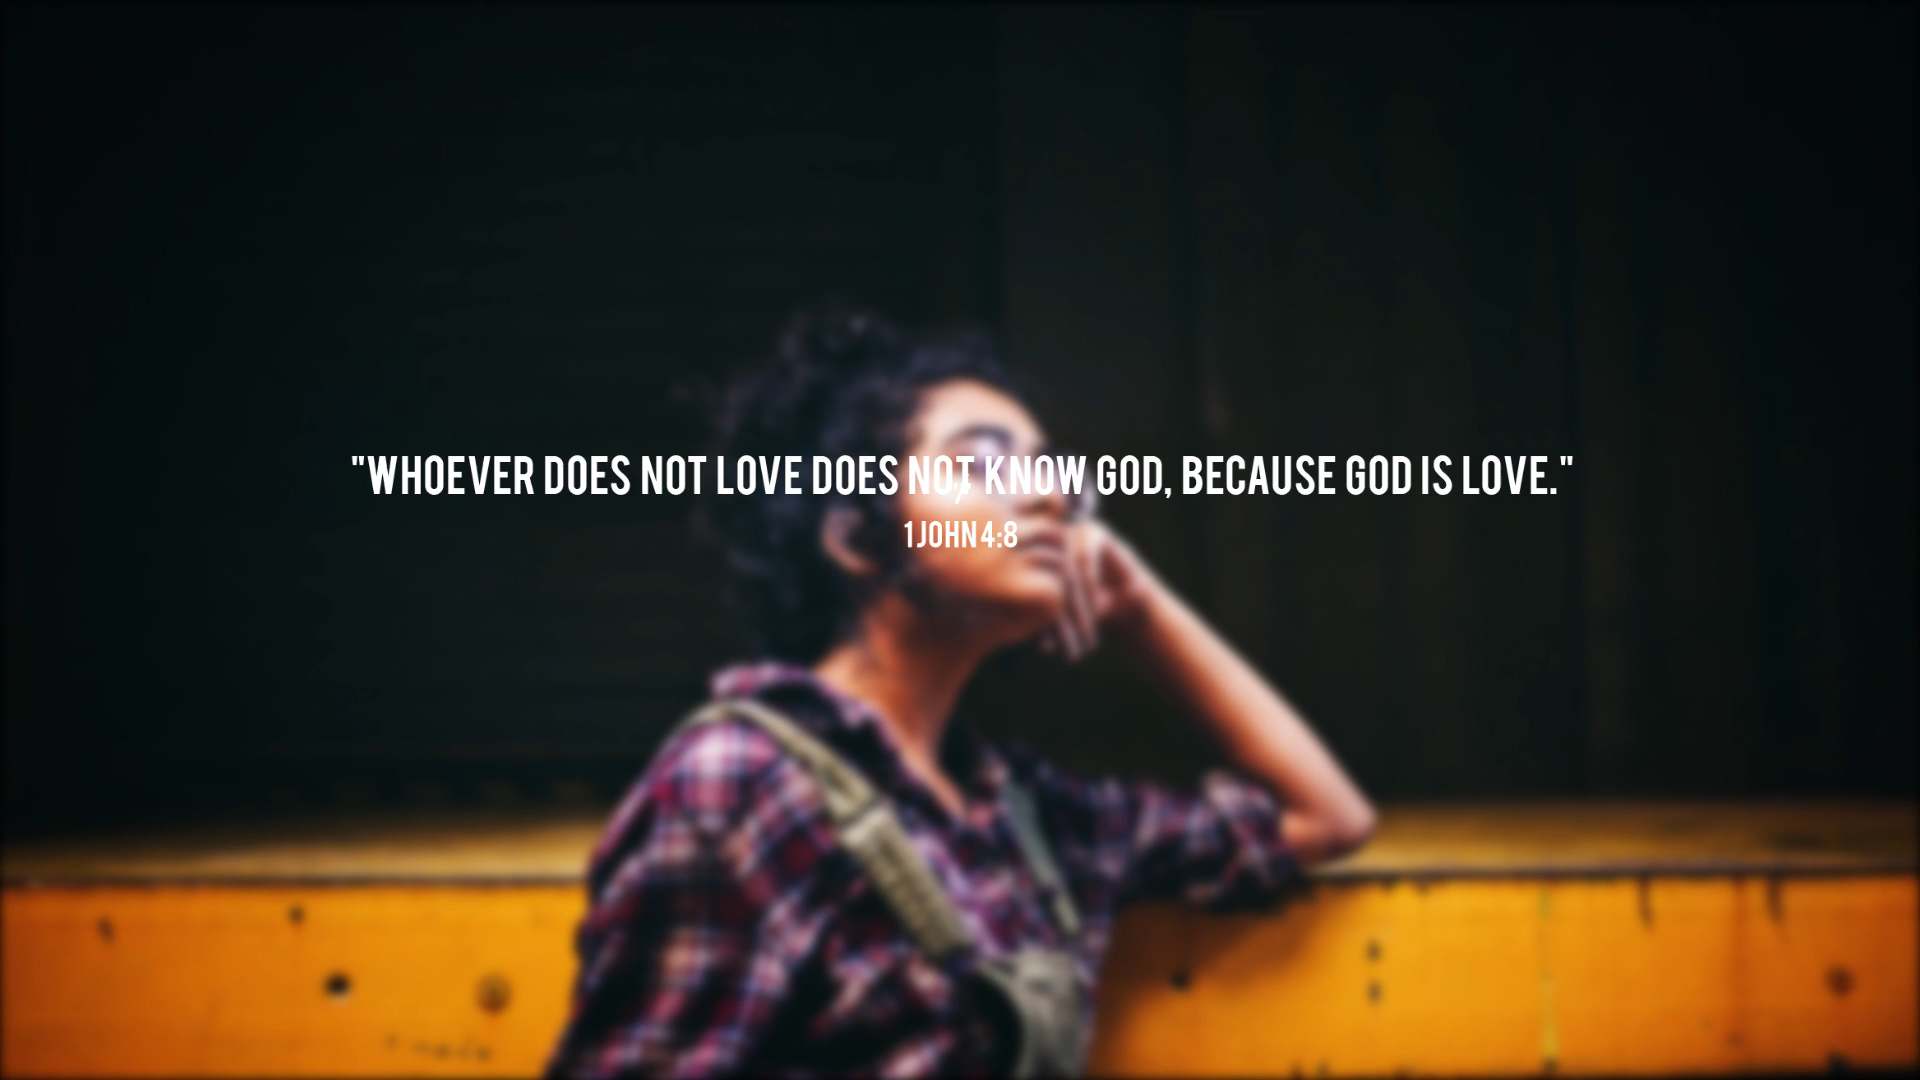 "WHOEVER DOES NOT LOVE DOES NOT KNOW GOD, BECAUSE GOD IS LOVE."
1 JOHN 4:8